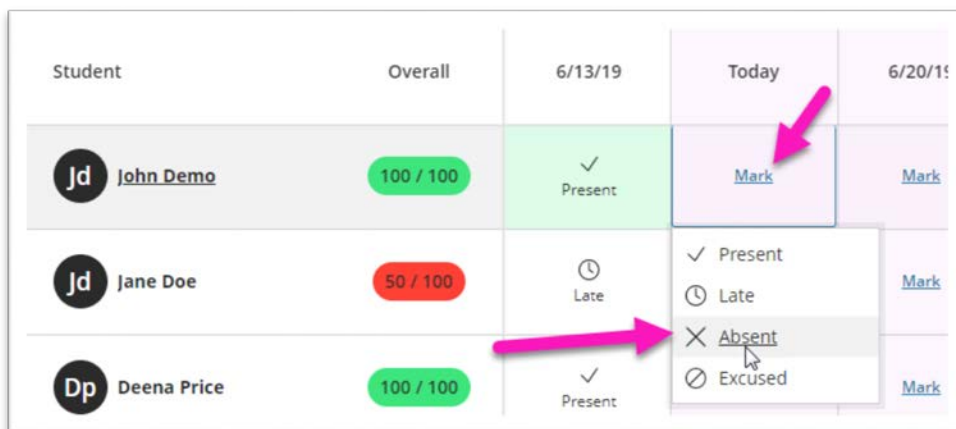 Student Overall 6/13/19 Today 6/20/19
Jd John Demo 100 / 100 Present Mark Mark
Jd Jane Doe 50 / 100 Late Mark
Dp Deena Price 100 / 100 Present Mark
Present
Late
Absent
Excused